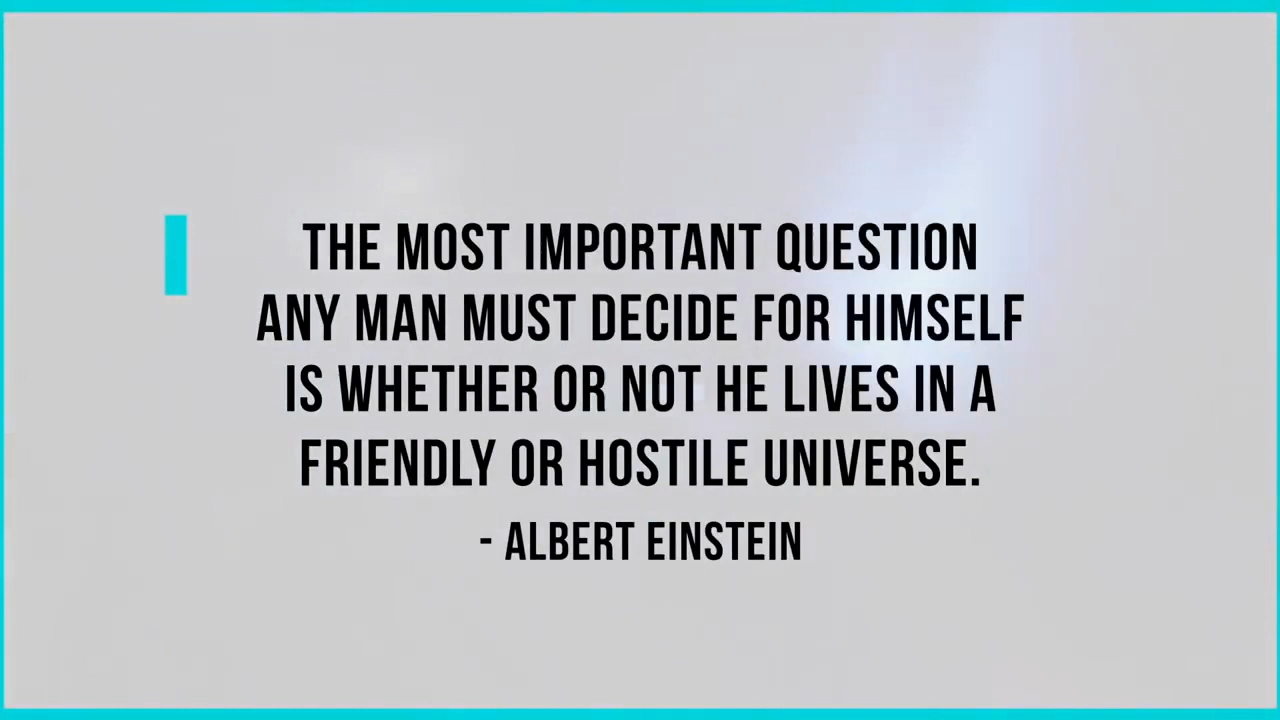 THE MOST IMPORTANT QUESTION
ANY MAN MUST DECIDE FOR HIMSELF
IS WHETHER OR NOT HE LIVES IN A
FRIENDLY OR HOSTILE UNIVERSE.
- ALBERT EINSTEIN